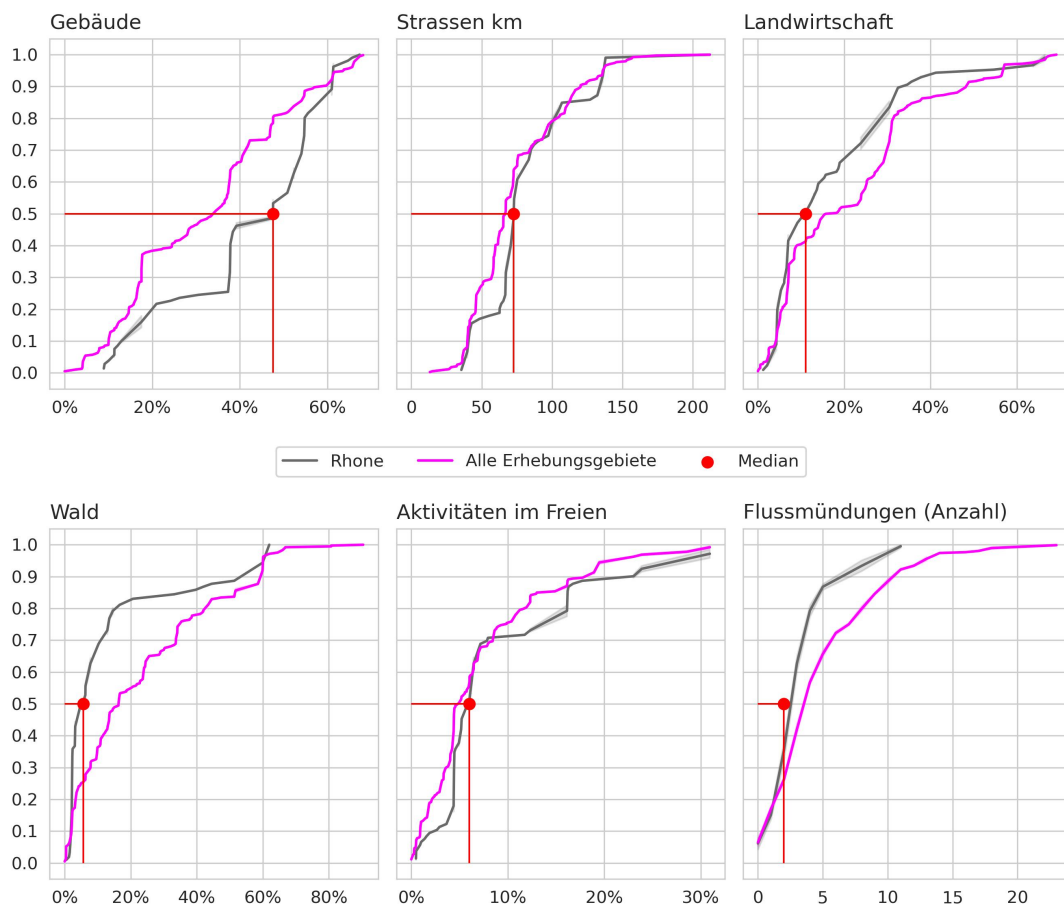 Gebäude
Strassen km
Landwirtschaft
1.0
0.9
0.8
0.7
0.6
0.5
0.4
0.3
0.2
0.1
0.0
0% 20% 40% 60%
0 50 100 150 200
0% 20% 40% 60%
Rhone Alle Erhebungsgebiete Median
Wald
Aktivitäten im Freien
Flussmündungen (Anzahl)
1.0
0.9
0.8
0.7
0.6
0.5
0.4
0.3
0.2
0.1
0.0
0% 20% 40% 60% 80%
0% 10% 20% 30%
0 5 10 15 20